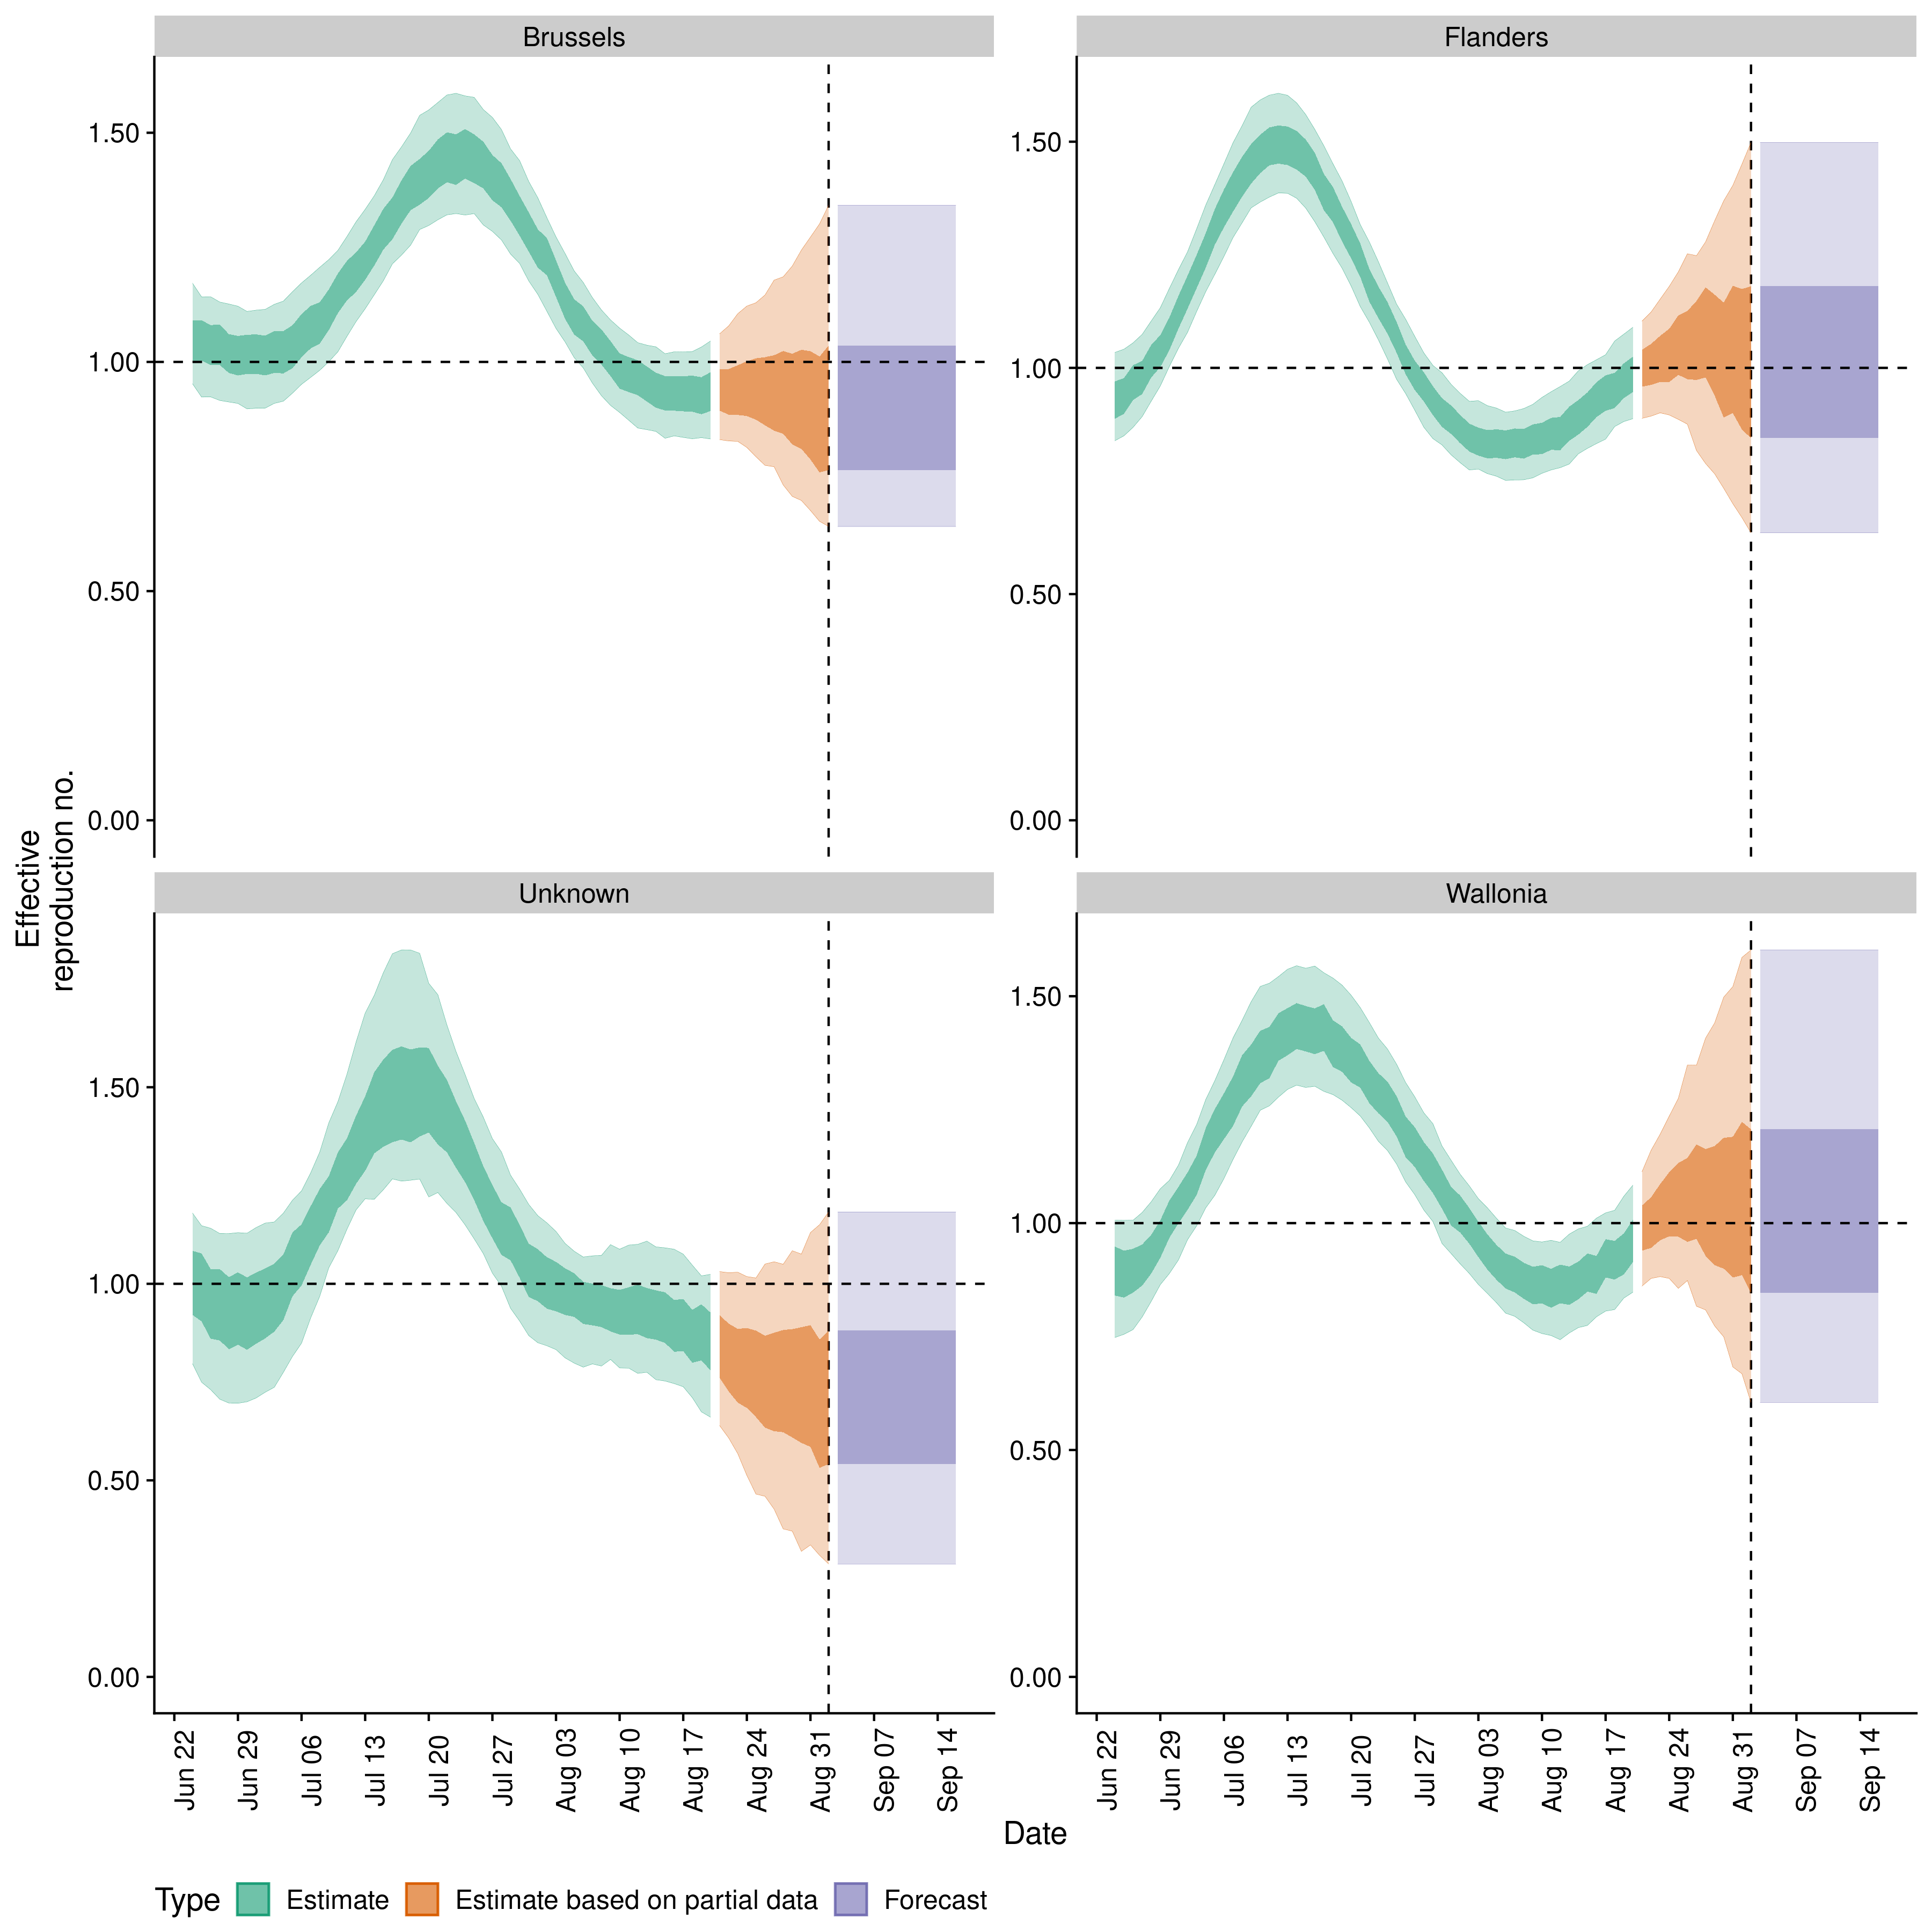 Brussels
Flanders
1.50
1.00
0.50
0.00
1.50
1.00
0.50
0.00
Effective
reproduction no.
Unknown
Wallonia
1.50
1.00
0.50
0.00
1.50
1.00
0.50
0.00
Jun 22 Jun 29 Jul 06 Jul 13 Jul 20 Jul 27 Aug 03 Aug 10 Aug 17 Aug 24 Aug 31 Sep 07 Sep 14
Jun 22 Jun 29 Jul 06 Jul 13 Jul 20 Jul 27 Aug 03 Aug 10 Aug 17 Aug 24 Aug 31 Sep 07 Sep 14
Date
Type Estimate Estimate based on partial data Forecast